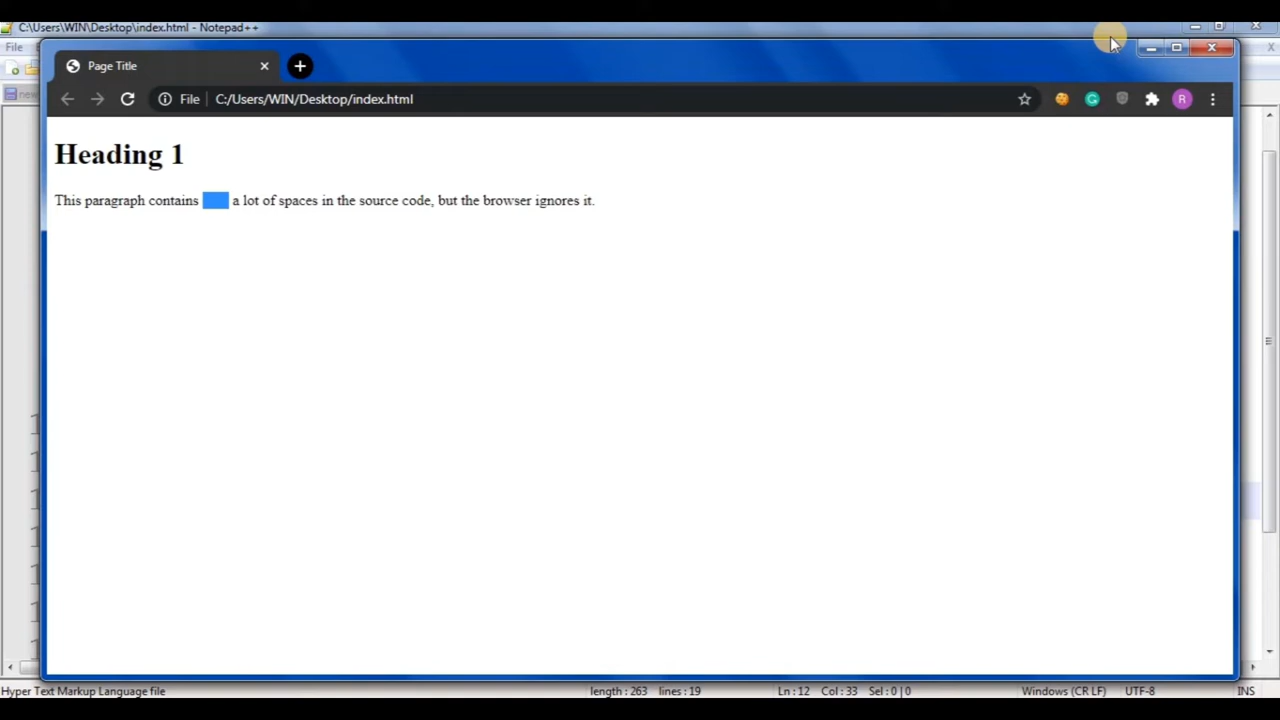 C:\Users\WIN\Desktop\index.html - Notepad++
File
Page Title
File C:/Users/WIN/Desktop/index.html
R
Heading 1
This paragraph contains a lot of spaces in the source code, but the browser ignores it.
Hyper Text Markup Language file length : 263 lines : 19 Ln : 12 Col : 33 Sel : 0 | 0 Windows (CR LF) UTF-8 INS